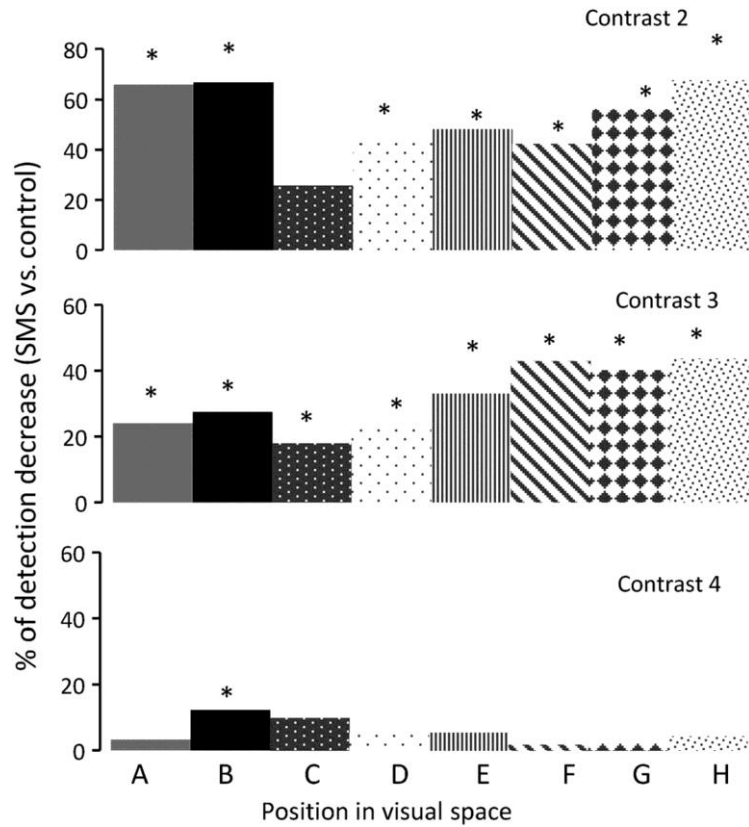 Contrast 2
* * * * * * *
80
60
40
20
0
% of detection decrease (SMS vs. control)
Contrast 3
* * * * * * * *
60
40
20
0
Contrast 4
*
60
40
20
0
A B C D E F G H
Position in visual space